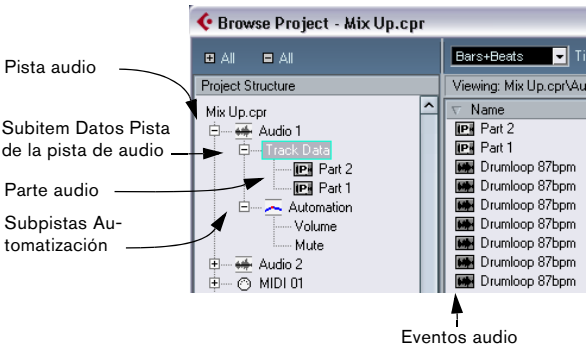 Browse Project - Mix Up.cpr
All
All
Bars+Beats
Project Structure
Viewing: Mix Up.cpr\Au
Name
Mix Up.cpr
Audio 1
Track Data
Part 2
Part 1
Automation
Volume
Mute
Audio 2
MIDI 01
Part 2
Part 1
Drumloop 87bpm
Drumloop 87bpm
Drumloop 87bpm
Drumloop 87bpm
Drumloop 87bpm
Drumloop 87bpm
Drumloop 87bpm
Pista audio
Subitem Datos Pista
de la pista de audio
Parte audio
Subpistas Au-
tomatización
Eventos audio